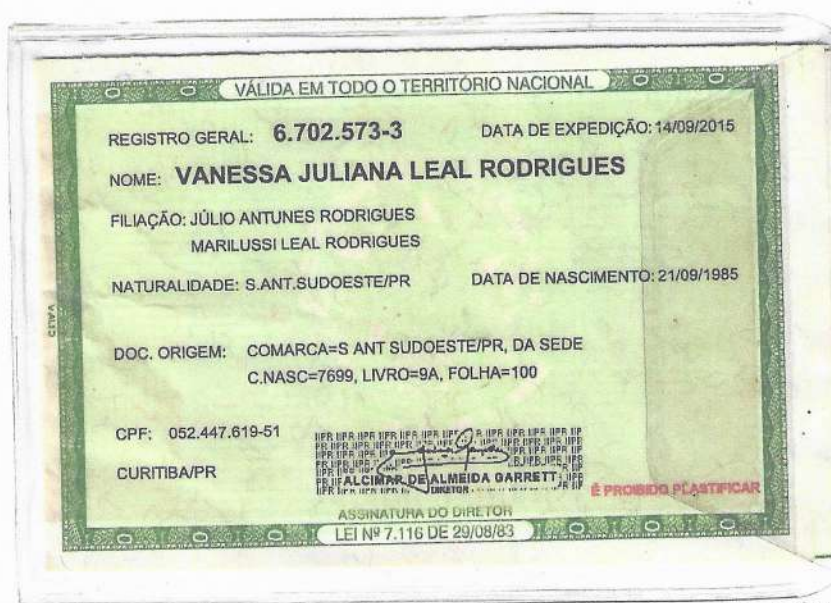 VÁLIDA EM TODO O TERRITÓRIO NACIONAL
REGISTRO GERAL: 6.702.573-3 DATA DE EXPEDIÇÃO: 14/09/2015
NOME: VANESSA JULIANA LEAL RODRIGUES
FILIAÇÃO: JÚLIO ANTUNES RODRIGUES
MARILUSSI LEAL RODRIGUES
NATURALIDADE: S.ANT.SUDOESTE/PR DATA DE NASCIMENTO: 21/09/1985
DOC. ORIGEM: COMARCA=S ANT SUDOESTE/PR, DA SEDE
C.NASC=7699, LIVRO=9A, FOLHA=100
CPF: 052.447.619-51
CURITIBA/PR
ALCIMAR DE ALMEIDA GARRETT
DIRETOR
É PROIBIDO PLASTIFICAR
ASSINATURA DO DIRETOR
LEI Nº 7.116 DE 29/08/83